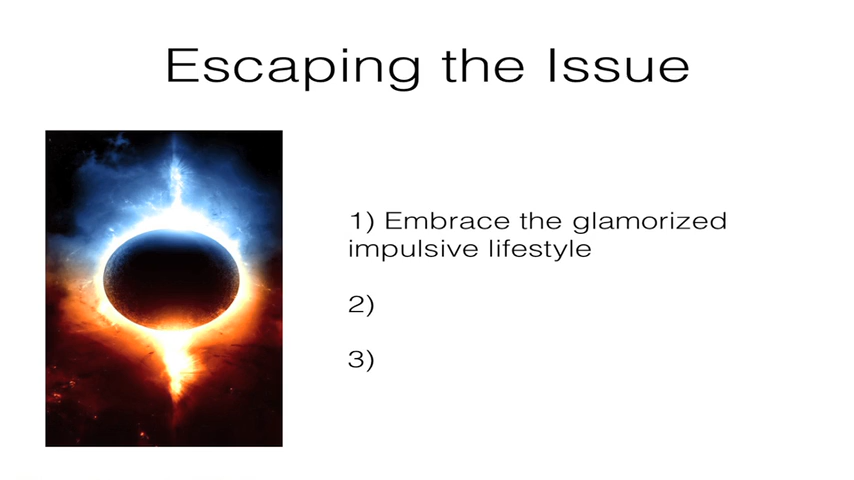 Escaping the Issue
1) Embrace the glamorized
impulsive lifestyle
2)
3)